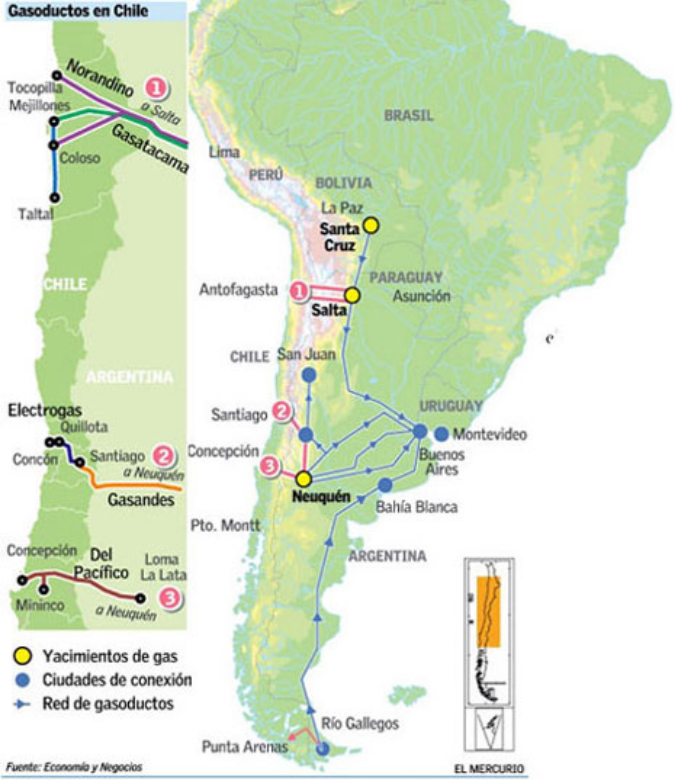 Gasoductos en Chile
Norandino
1
Tocopilla
a Salta
Mejillones
Gasatacama
Coloso
Taltal
CHILE
ARGENTINA
Electrogas
Quillota
Concón
Santiago
2
a Neuquén
Gasandes
Concepción
Del
Pacífico
Loma
La Lata
Mininco
a Neuquén
3
Yacimientos de gas
Ciudades de conexión
Red de gasoductos
Fuente: Economía y Negocios
BRASIL
Lima
PERÚ
BOLIVIA
La Paz
Santa
Cruz
PARAGUAY
Antofagasta
1
Asunción
Salta
CHILE
San Juan
URUGUAY
Santiago
2
Montevideo
Concepción
3
Buenos
Aires
Neuquén
Bahía Blanca
Pto. Montt
ARGENTINA
Río Gallegos
Punta Arenas
EL MERCURIO